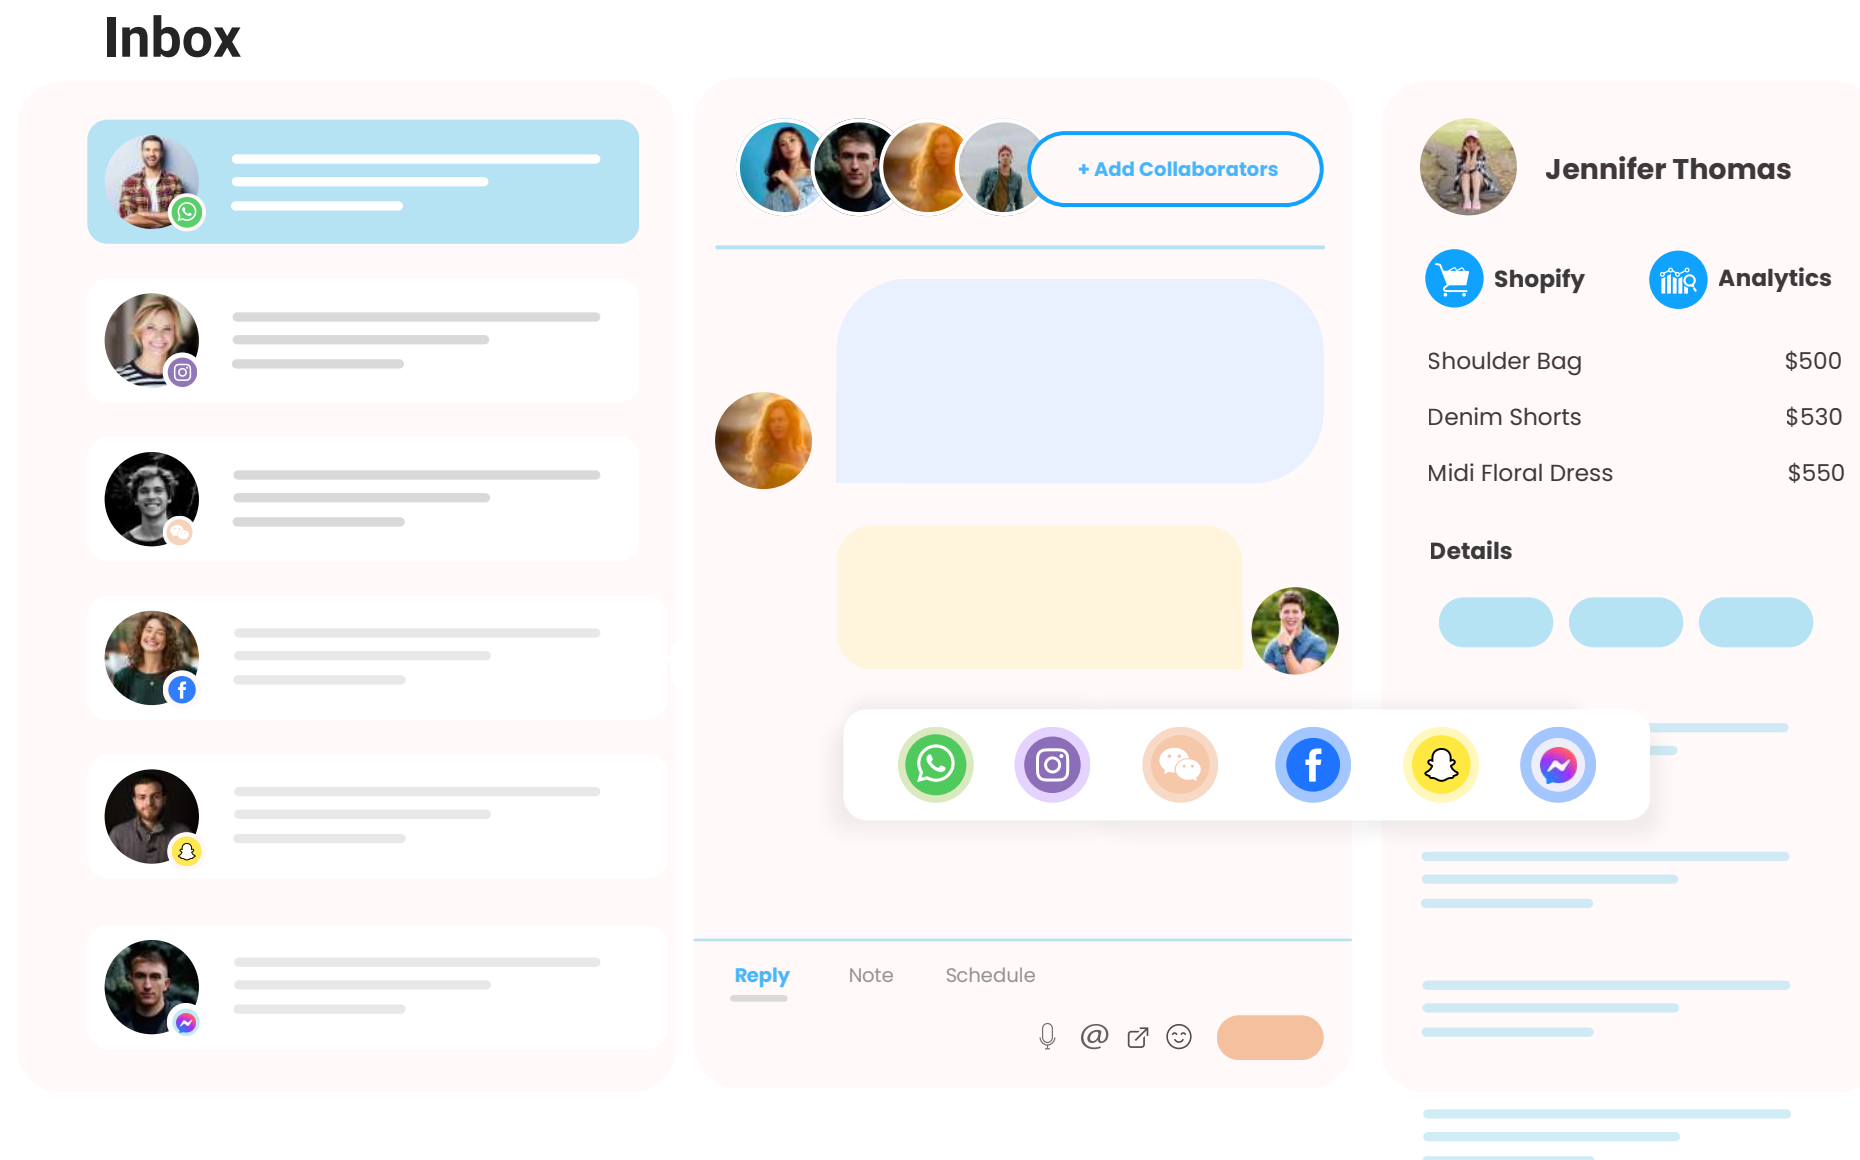 Inbox
+ Add Collaborators
Reply
Note
Schedule
@
Jennifer Thomas
Shopify
Analytics
Shoulder Bag $500
Denim Shorts $530
Midi Floral Dress $550
Details